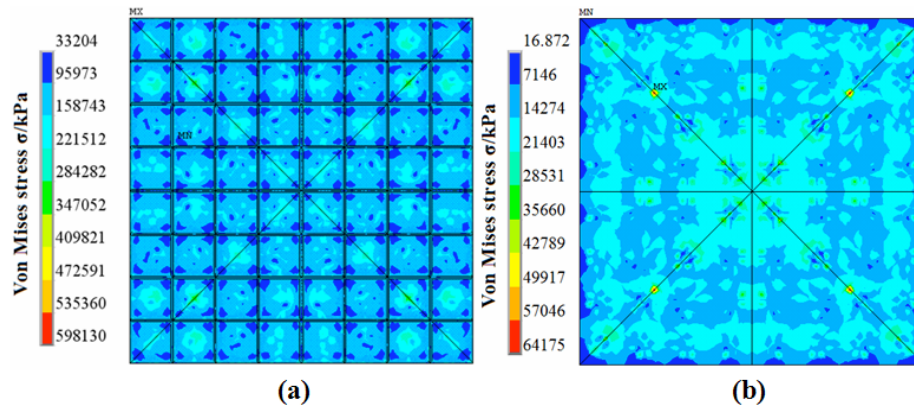 MX
33204
95973
158743
221512
284282
347052
409821
472591
535360
598130
Von Mises stress σ/kPa
MN
(a)
MN
16.872
7146
14274
21403
28531
35660
42789
49917
57046
64175
Von Mises stress σ/kPa
MX
(b)